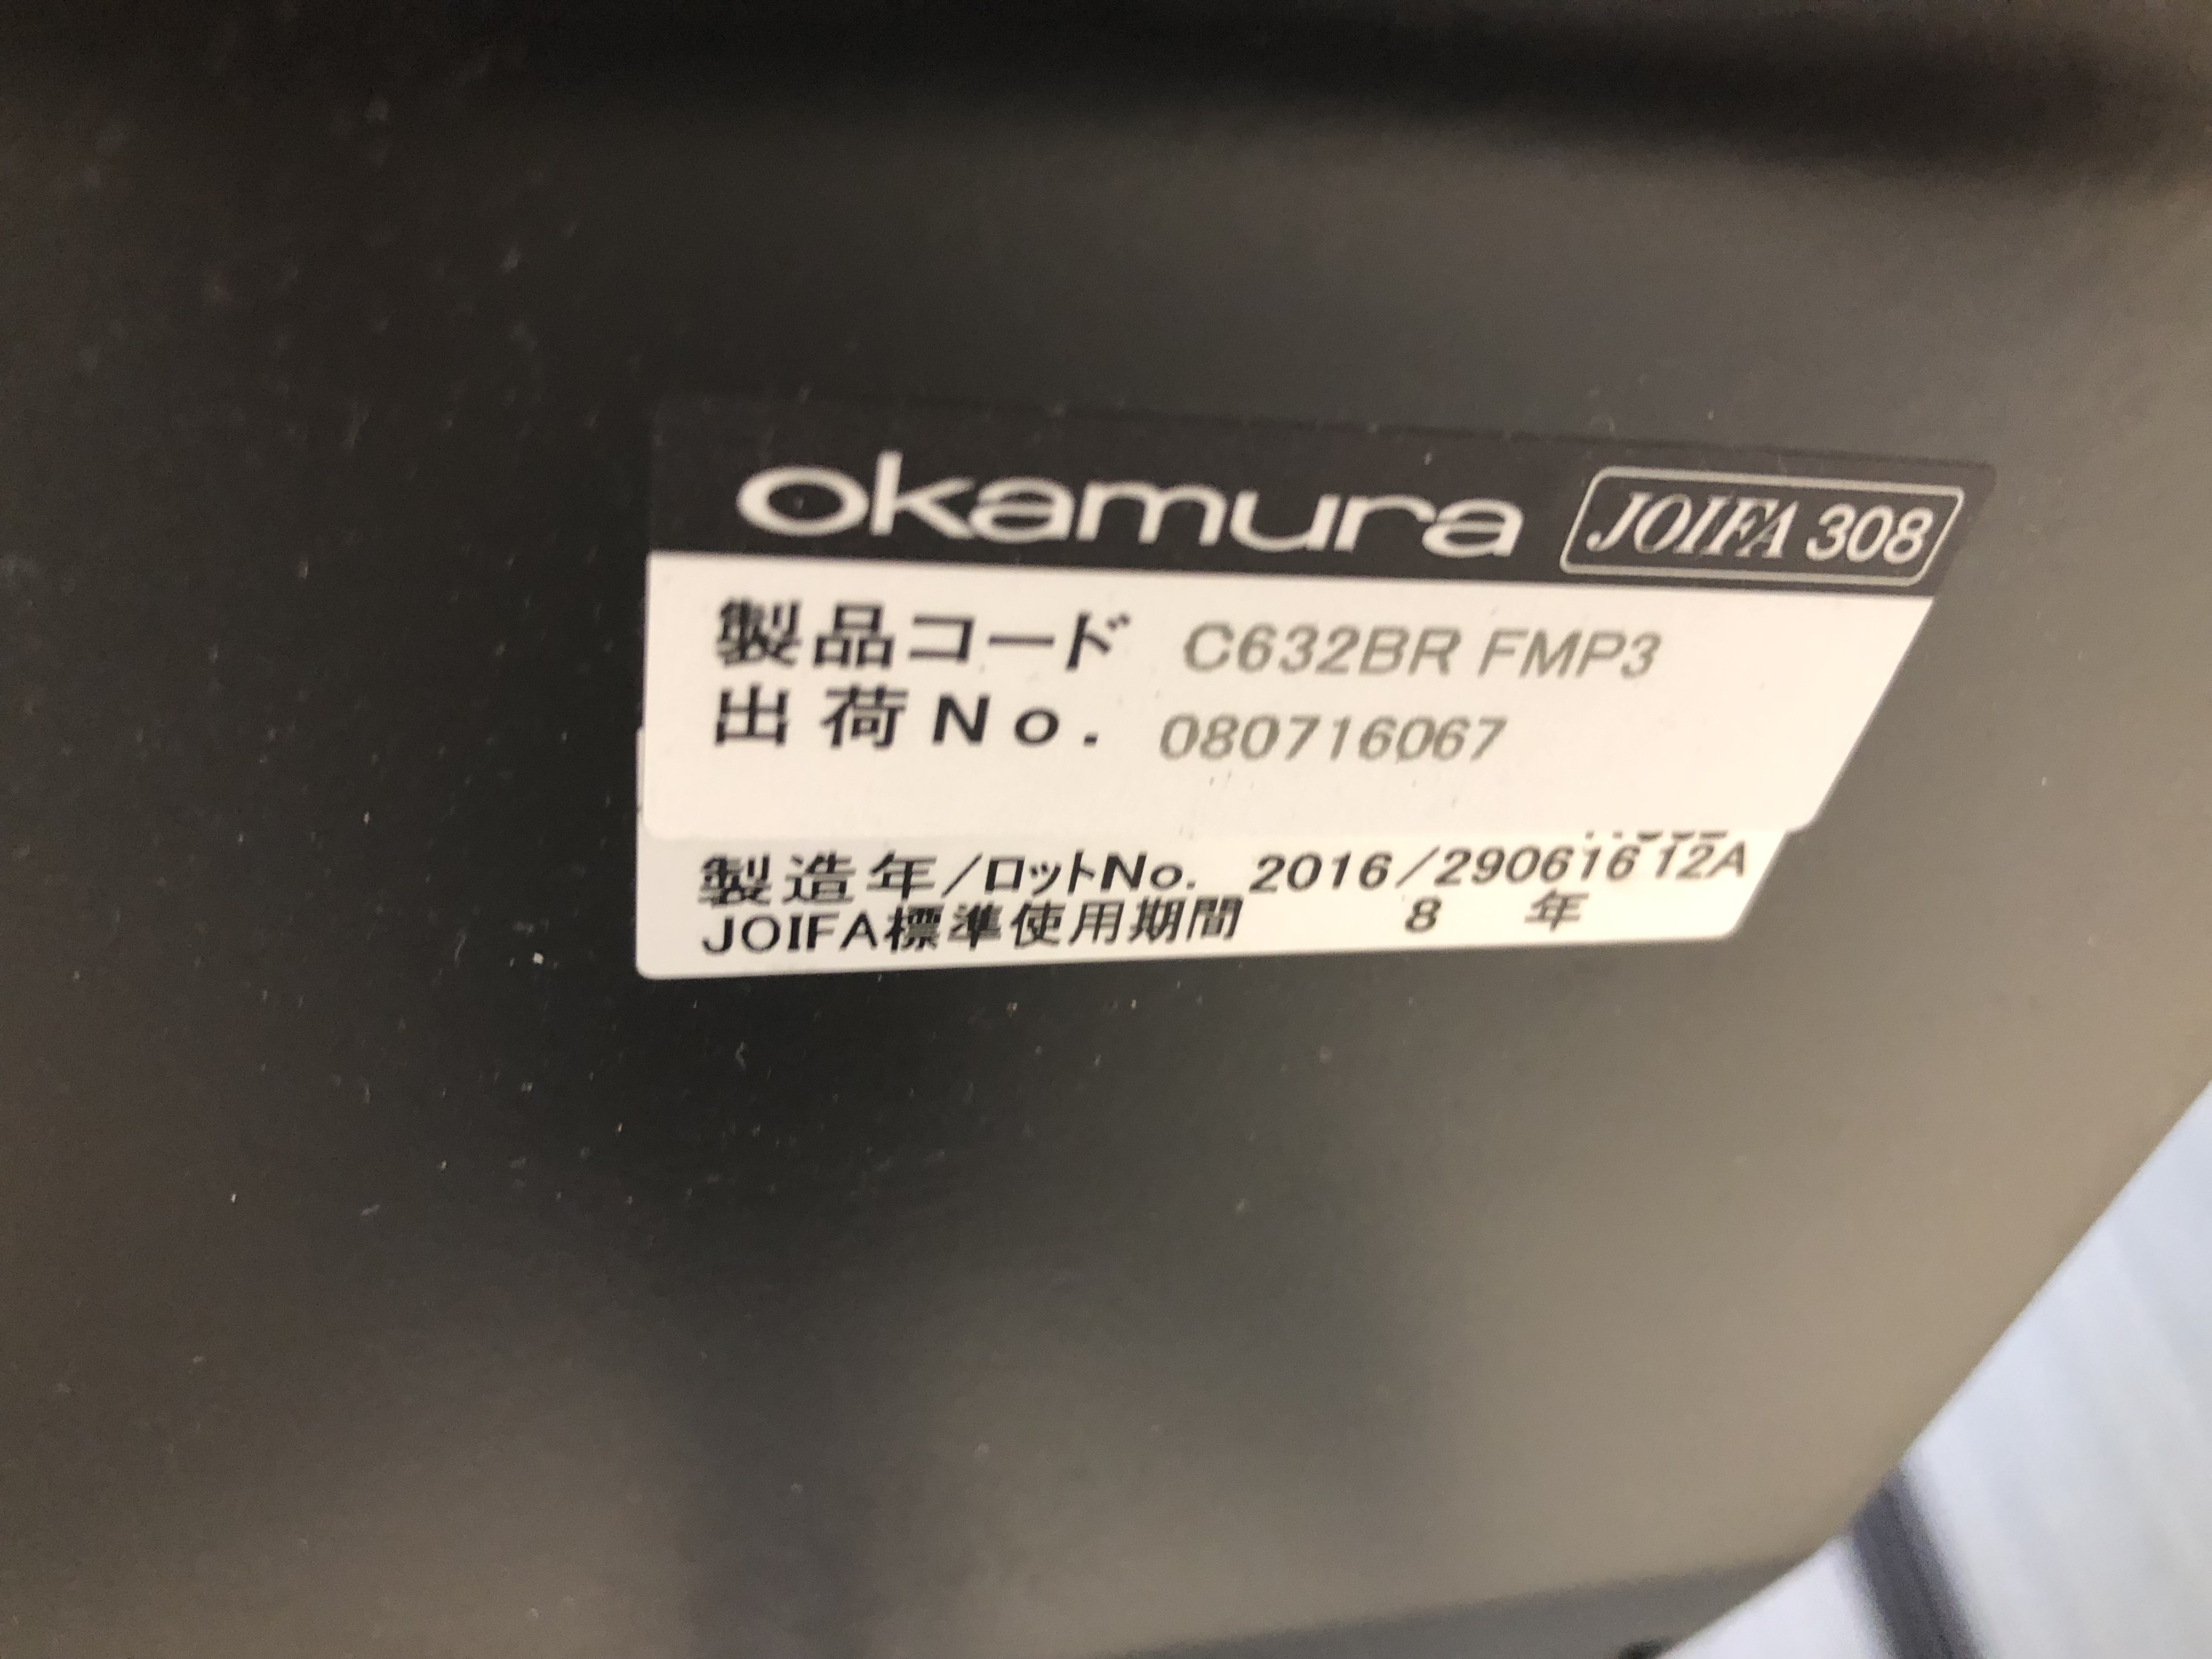 okamura JOIFA 308
製品コード C632BR FMP3
出荷No. 080716067
製造年/ロットNo. 2016/29061612A
JOIFA標準使用期間 8 年